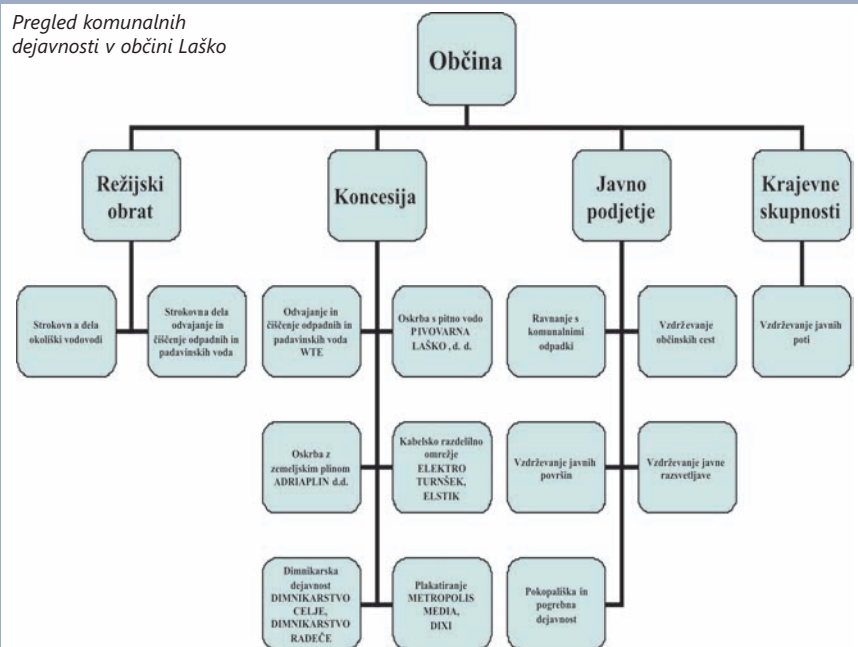 Pregled komunalnih
dejavnosti v občini Laško
Občina
Režijski
obrat
Koncesija
Javno
podjetje
Krajevne
skupnosti
Strokovn a dela
okoliški vodovodi
Strokovna dela
odvajanje in
čiščenje odpadnih in
padavinskih voda
Odvajanje in
čiščenje odpadnih in
padavinskih voda
WTE
Oskrba s pitno vodo
PIVOVARNA
LAŠKO , d. d.
Ravnanje s
komunalnimi
odpadki
Vzdrževanje
občinskih cest
Vzdrževanje javnih
poti
Oskrba z
zemeljskim plinom
ADRIAPLIN d.d.
Kabelsko razdelilno
omrežje
ELEKTRO
TURNŠEK,
ELSTIK
Vzdrževanje javnih
površin
Vzdrževanje javne
razsvetljave
Dimnikarska
dejavnost
DIMNIKARSTVO
CELJE,
DIMNIKARSTVO
RADEČE
Plakatiranje
METROPOLIS
MEDIA,
DIXI
Pokopališka in
pogrebna
dejavnost